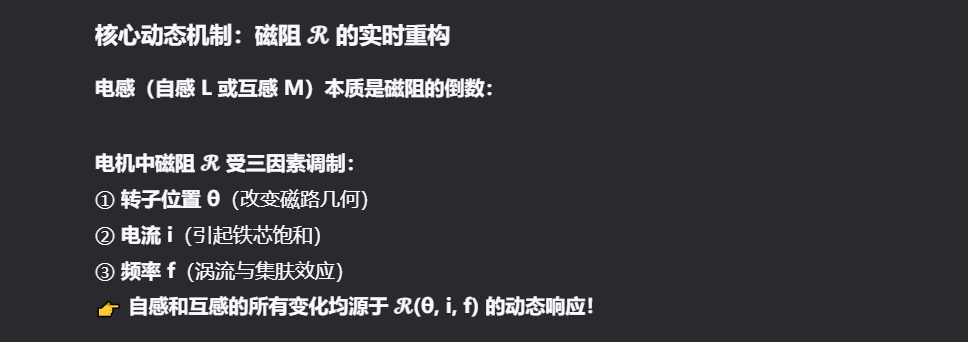 核心动态机制：磁阻 ℛ 的实时重构
电感（自感 L 或互感 M）本质是磁阻的倒数：
电机中磁阻 ℛ 受三因素调制：
① 转子位置 θ（改变磁路几何）
② 电流 i（引起铁芯饱和）
③ 频率 f（涡流与集肤效应）
👉 自感和互感的所有变化均源于 ℛ(θ, i, f) 的动态响应！